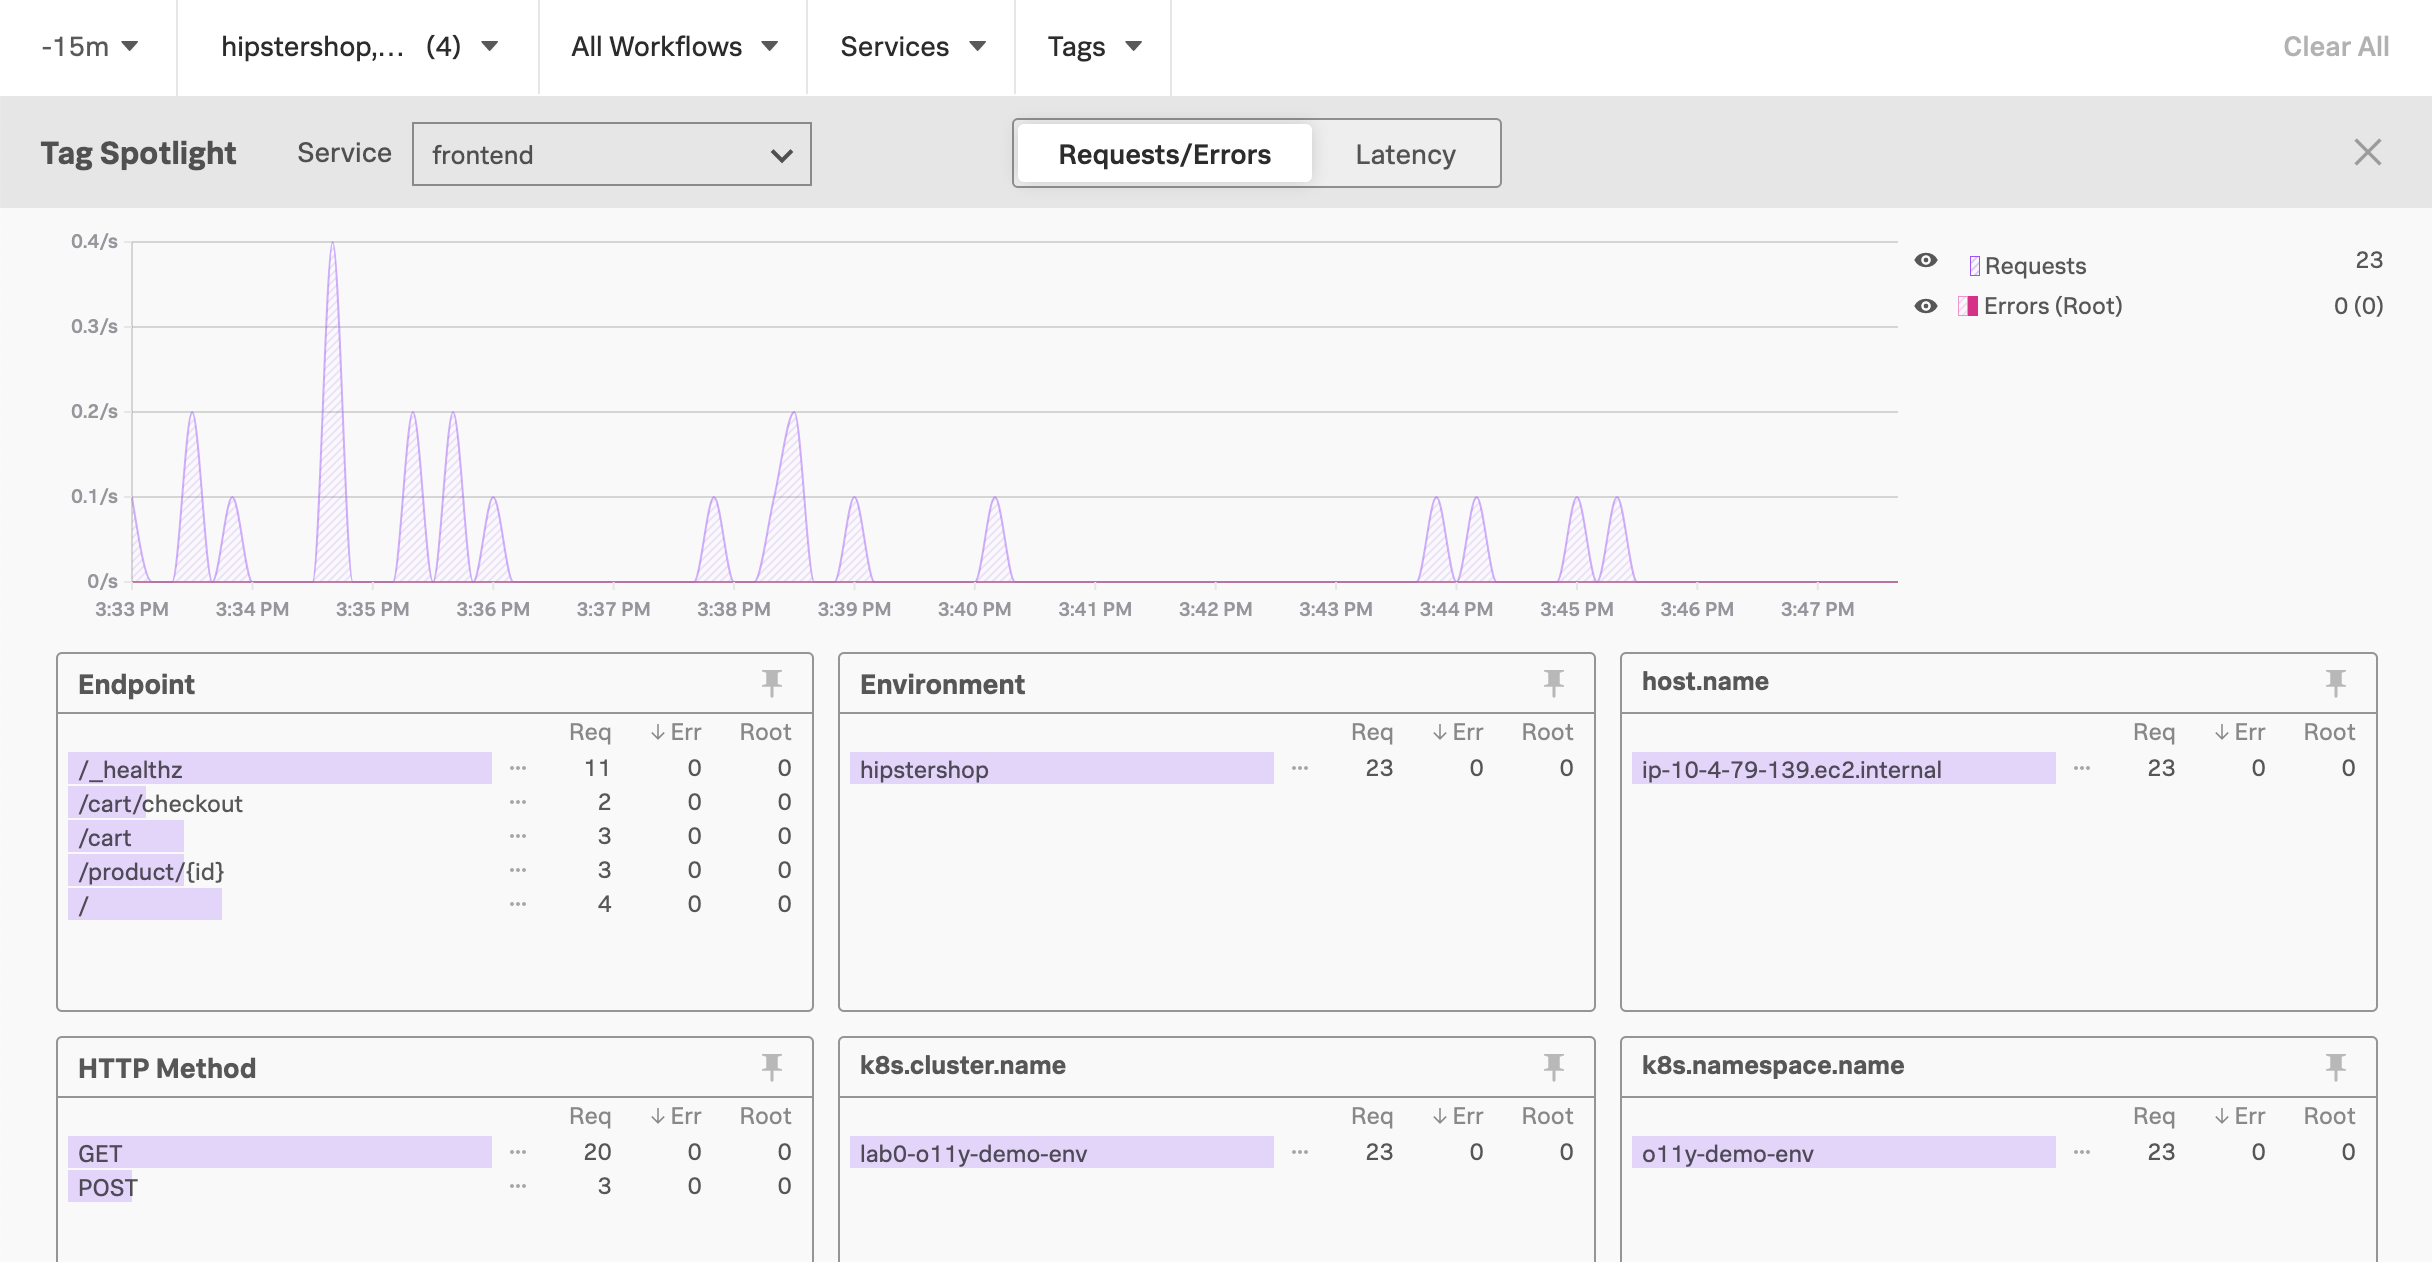 -15m hipstershop,... (4) All Workflows Services Tags Clear All
Tag Spotlight Service frontend Requests/Errors Latency
0.4/s
0.3/s
0.2/s
0.1/s
0/s
3:33 PM 3:34 PM 3:35 PM 3:36 PM 3:37 PM 3:38 PM 3:39 PM 3:40 PM 3:41 PM 3:42 PM 3:43 PM 3:44 PM 3:45 PM 3:46 PM 3:47 PM
Requests 23
Errors (Root) 0 (0)
Endpoint
Req ↓ Err Root
/_healthz ... 11 0 0
/cart/checkout ... 2 0 0
/cart ... 3 0 0
/product/{id} ... 3 0 0
/ ... 4 0 0
Environment
Req ↓ Err Root
hipstershop ... 23 0 0
host.name
Req ↓ Err Root
ip-10-4-79-139.ec2.internal ... 23 0 0
HTTP Method
Req ↓ Err Root
GET ... 20 0 0
POST ... 3 0 0
k8s.cluster.name
Req ↓ Err Root
lab0-o11y-demo-env ... 23 0 0
k8s.namespace.name
Req ↓ Err Root
o11y-demo-env ... 23 0 0